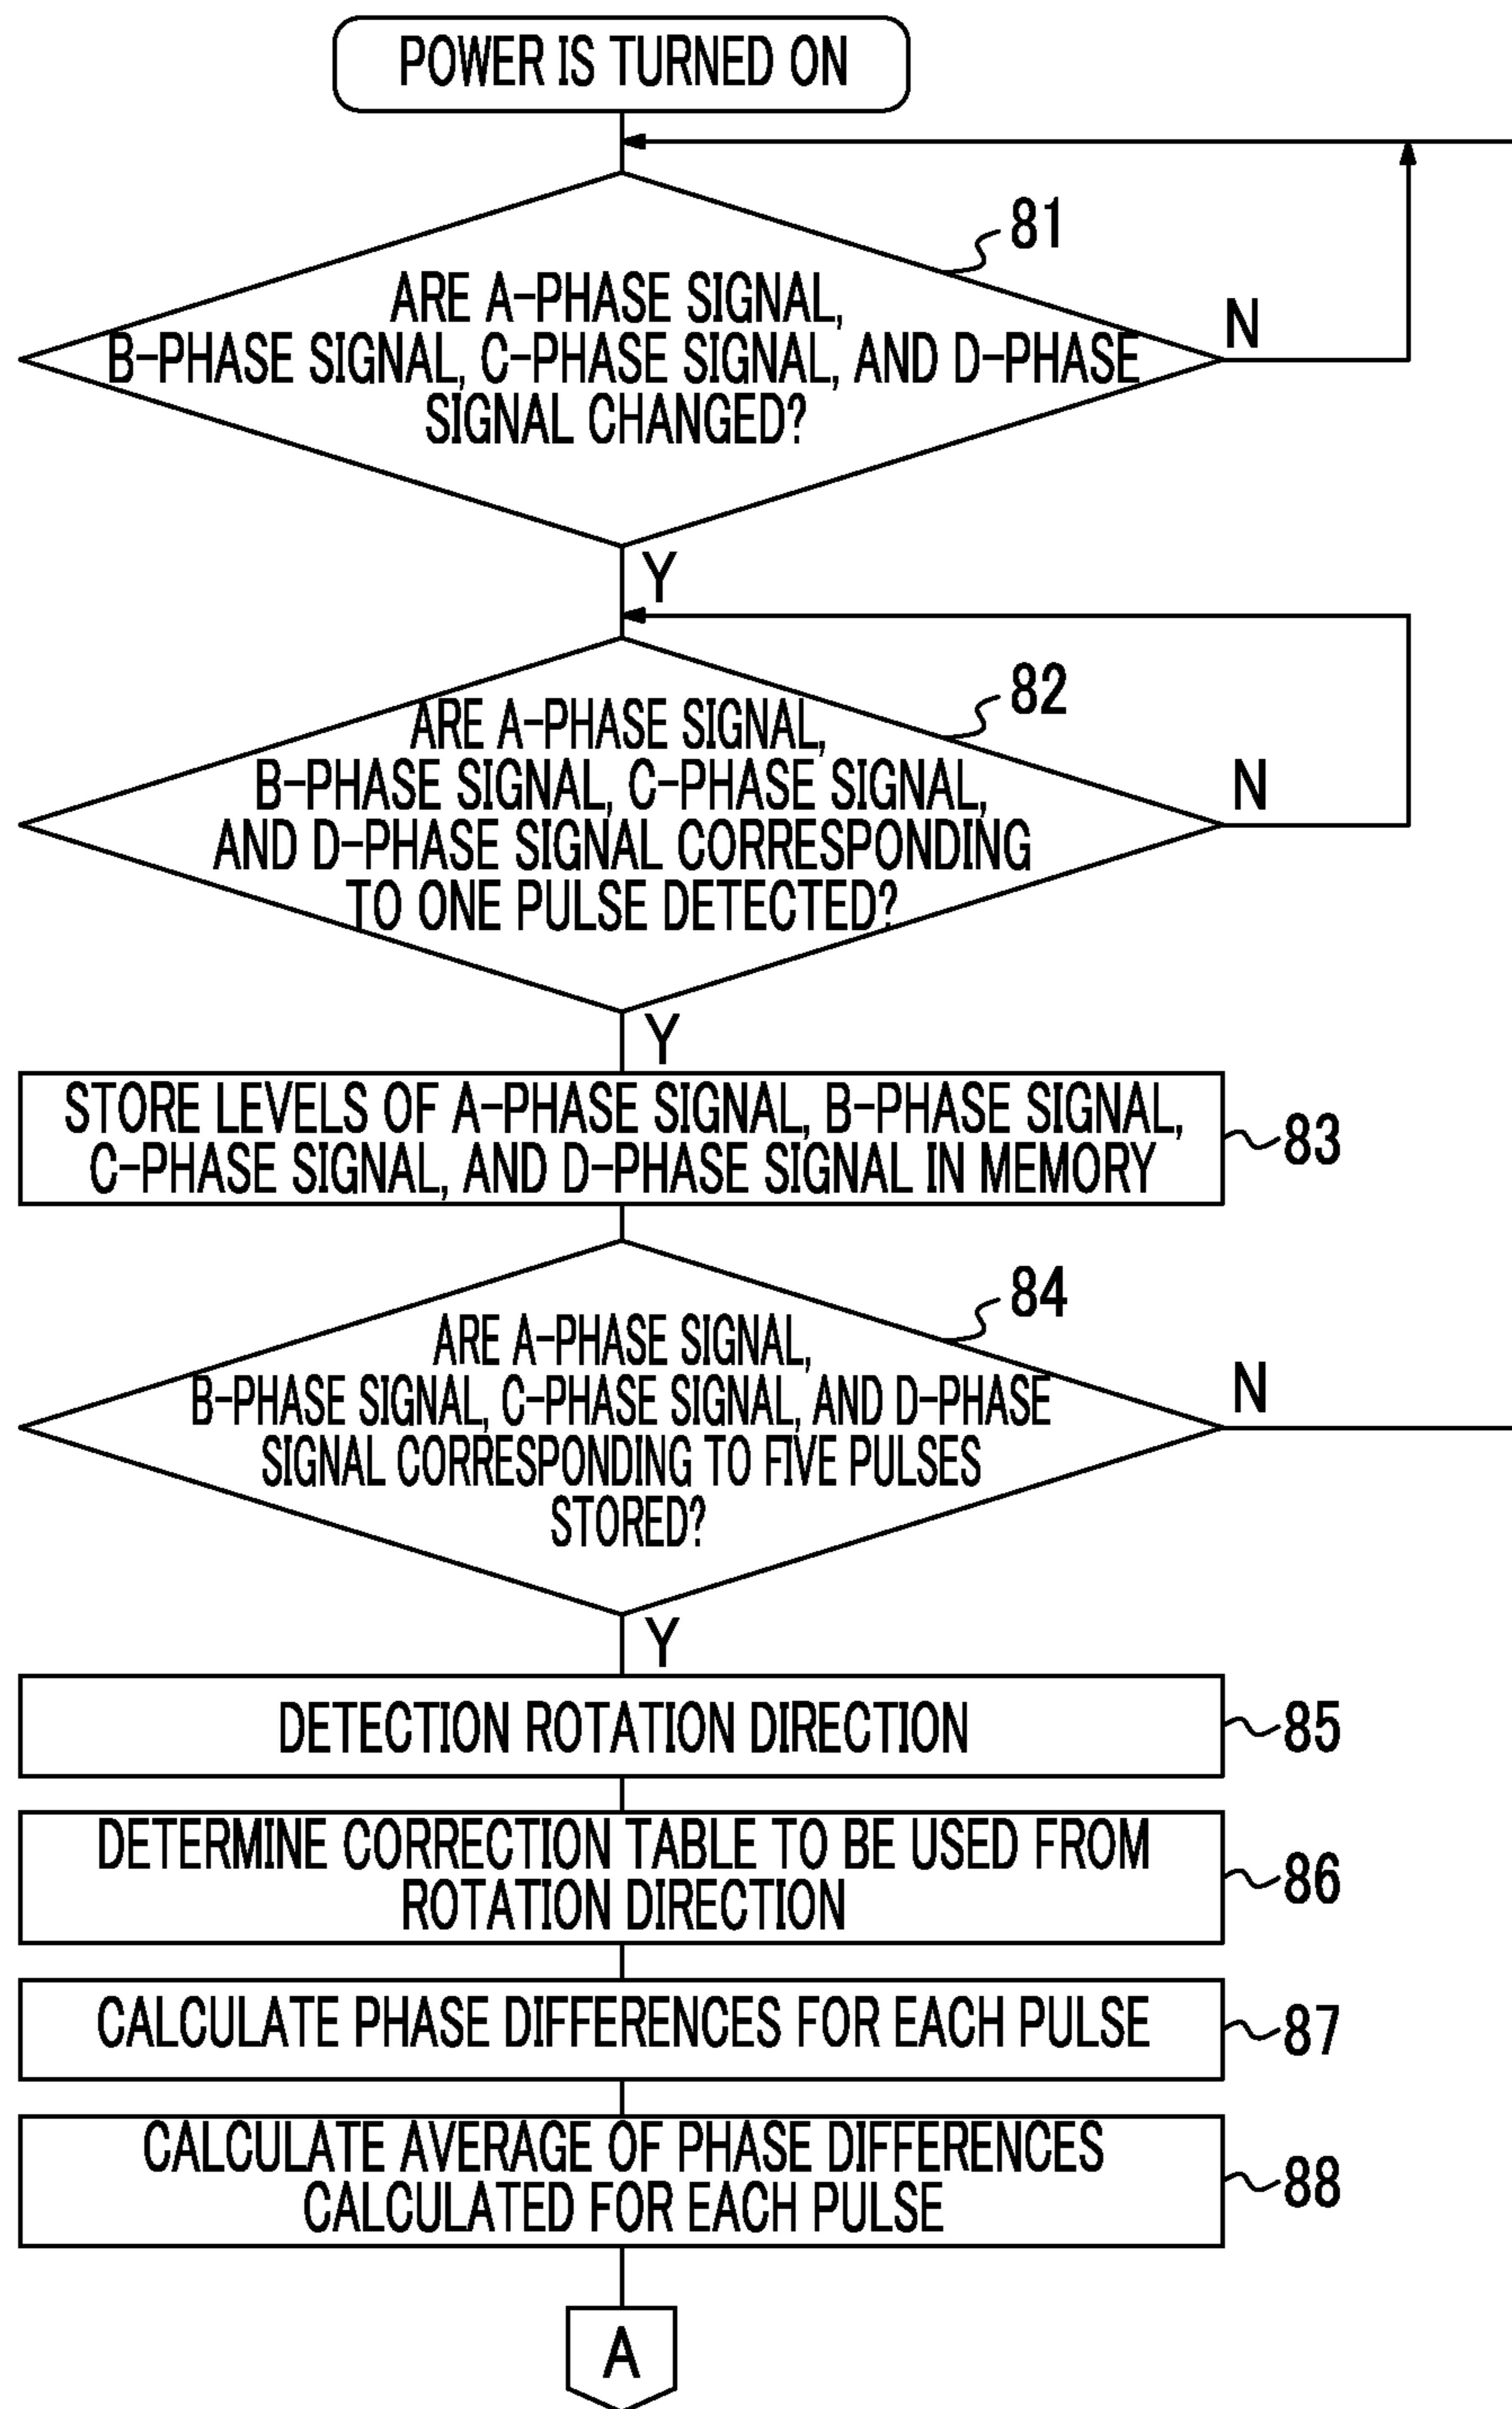 POWER IS TURNED ON
81
ARE A-PHASE SIGNAL,
B-PHASE SIGNAL, C-PHASE SIGNAL, AND D-PHASE
SIGNAL CHANGED?
N
Y
82
ARE A-PHASE SIGNAL,
B-PHASE SIGNAL, C-PHASE SIGNAL,
AND D-PHASE SIGNAL CORRESPONDING
TO ONE PULSE DETECTED?
N
Y
STORE LEVELS OF A-PHASE SIGNAL, B-PHASE SIGNAL,
C-PHASE SIGNAL, AND D-PHASE SIGNAL IN MEMORY
83
84
ARE A-PHASE SIGNAL,
B-PHASE SIGNAL, C-PHASE SIGNAL, AND D-PHASE
SIGNAL CORRESPONDING TO FIVE PULSES
STORED?
N
Y
DETECTION ROTATION DIRECTION
85
DETERMINE CORRECTION TABLE TO BE USED FROM
ROTATION DIRECTION
86
CALCULATE PHASE DIFFERENCES FOR EACH PULSE
87
CALCULATE AVERAGE OF PHASE DIFFERENCES
CALCULATED FOR EACH PULSE
88
A